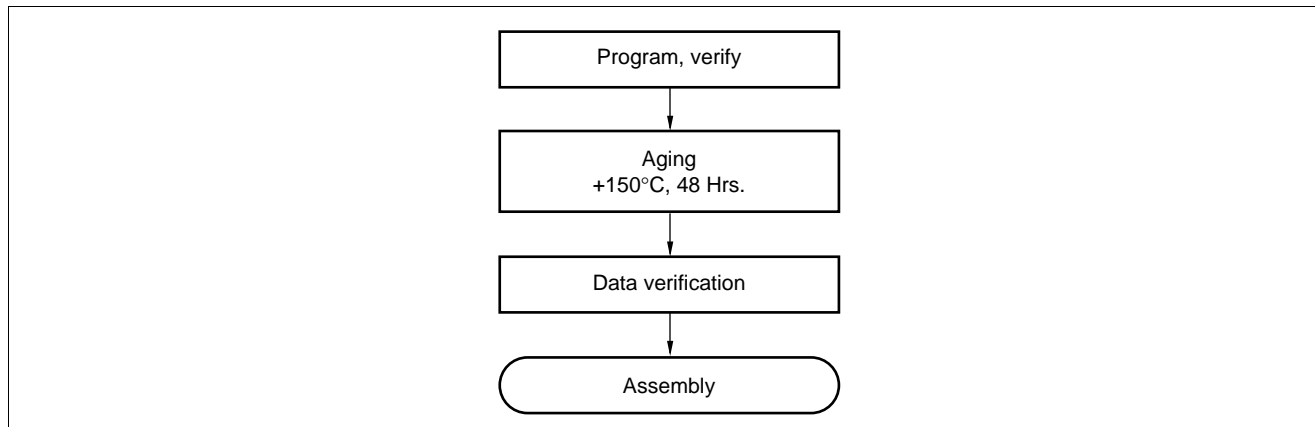 Program, verify
Aging
+150°C, 48 Hrs.
Data verification
Assembly